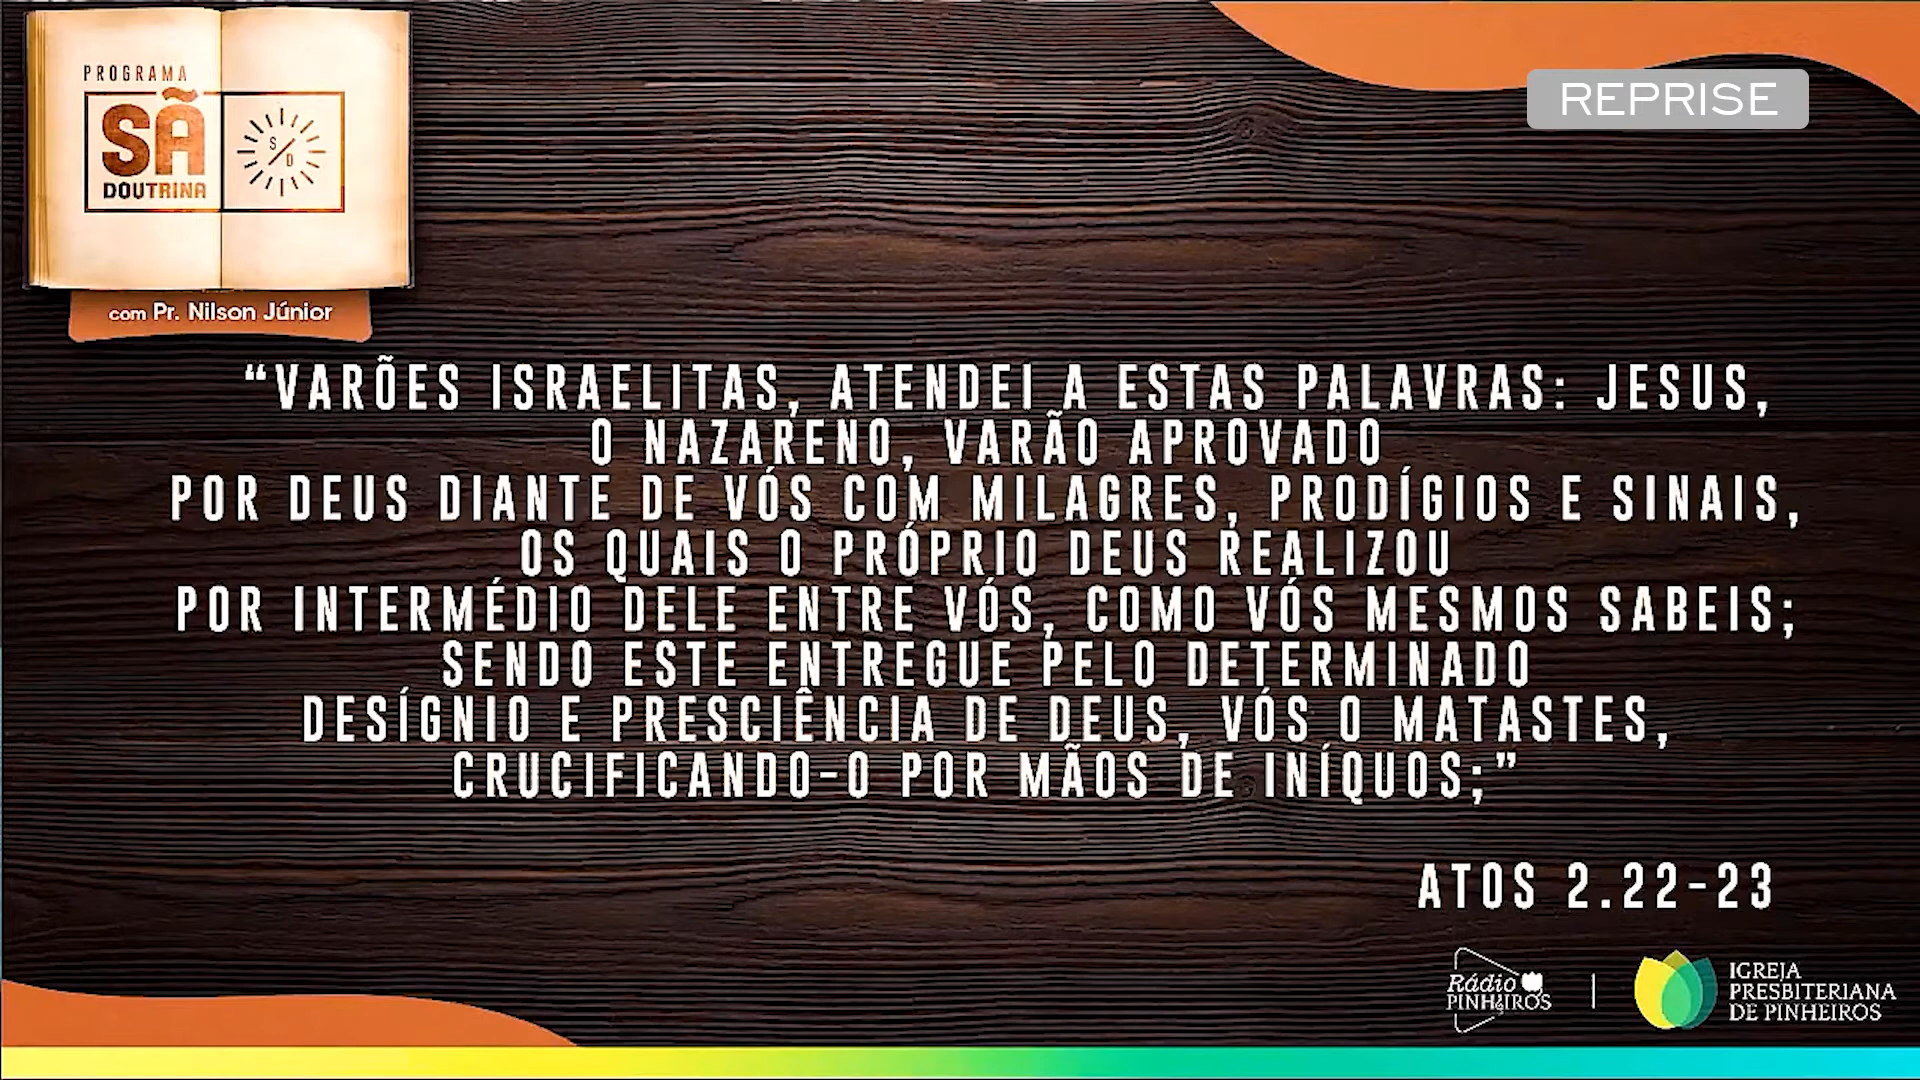 PROGRAMA
SÃ
DOUTRINA
S/D
com Pr. Nilson Júnior
REPRISE
“VARÕES ISRAELITAS, ATENDEI A ESTAS PALAVRAS: JESUS,
O NAZARENO, VARÃO APROVADO
POR DEUS DIANTE DE VÓS COM MILAGRES, PRODÍGIOS E SINAIS,
OS QUAIS O PRÓPRIO DEUS REALIZOU
POR INTERMÉDIO DELE ENTRE VÓS, COMO VÓS MESMOS SABEIS;
SENDO ESTE ENTREGUE PELO DETERMINADO
DESÍGNIO E PRESCIÊNCIA DE DEUS, VÓS O MATASTES,
CRUCIFICANDO-O POR MÃOS DE INÍQUOS;”
ATOS 2.22-23
Rádio
PINHEIROS
IGREJA
PRESBITERIANA
DE PINHEIROS